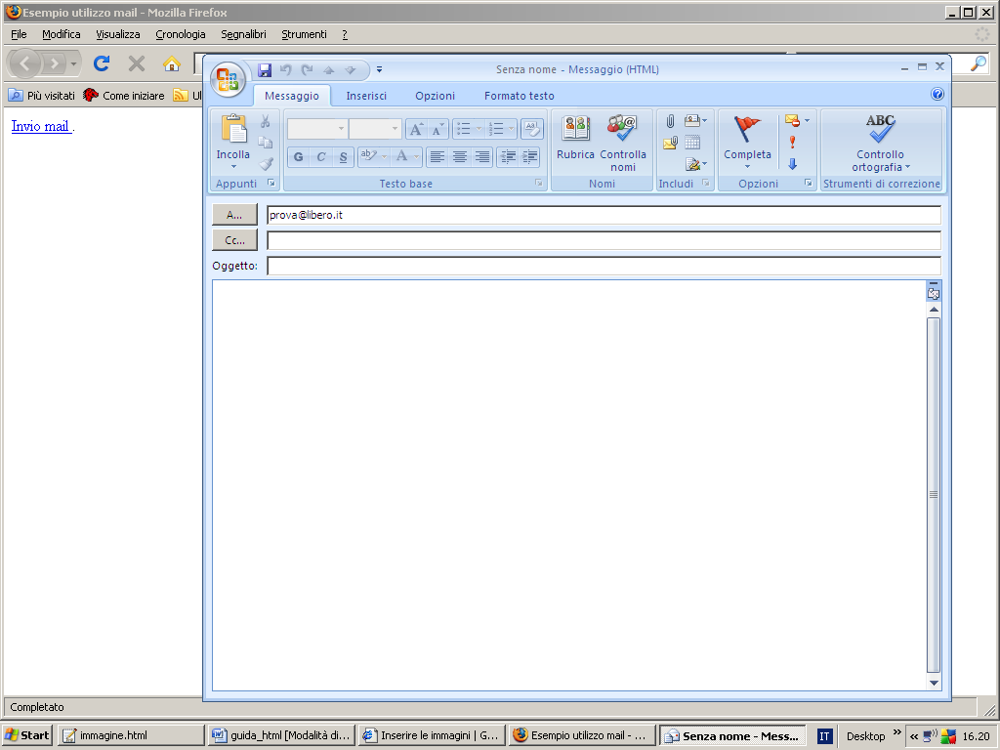 Esempio utilizzo mail - Mozilla Firefox
File Modifica Visualizza Cronologia Segnalibri Strumenti ?
Senza nome - Messaggio (HTML)
Più visitati Come iniziare Ul
Messaggio Inserisci Opzioni Formato testo
Invio mail .
Incolla
Rubrica
Controlla nomi
Completa
ABC
Controllo ortografia
G C S
Appunti Testo base Nomi Includi Opzioni Strumenti di correzione
A... prova@libero.it
Cc...
Oggetto:
Completato
Start immagine.html guida_html [Modalità di... Inserire le immagini | G... Esempio utilizzo mail - ... Senza nome - Mess... IT Desktop » « 16.20